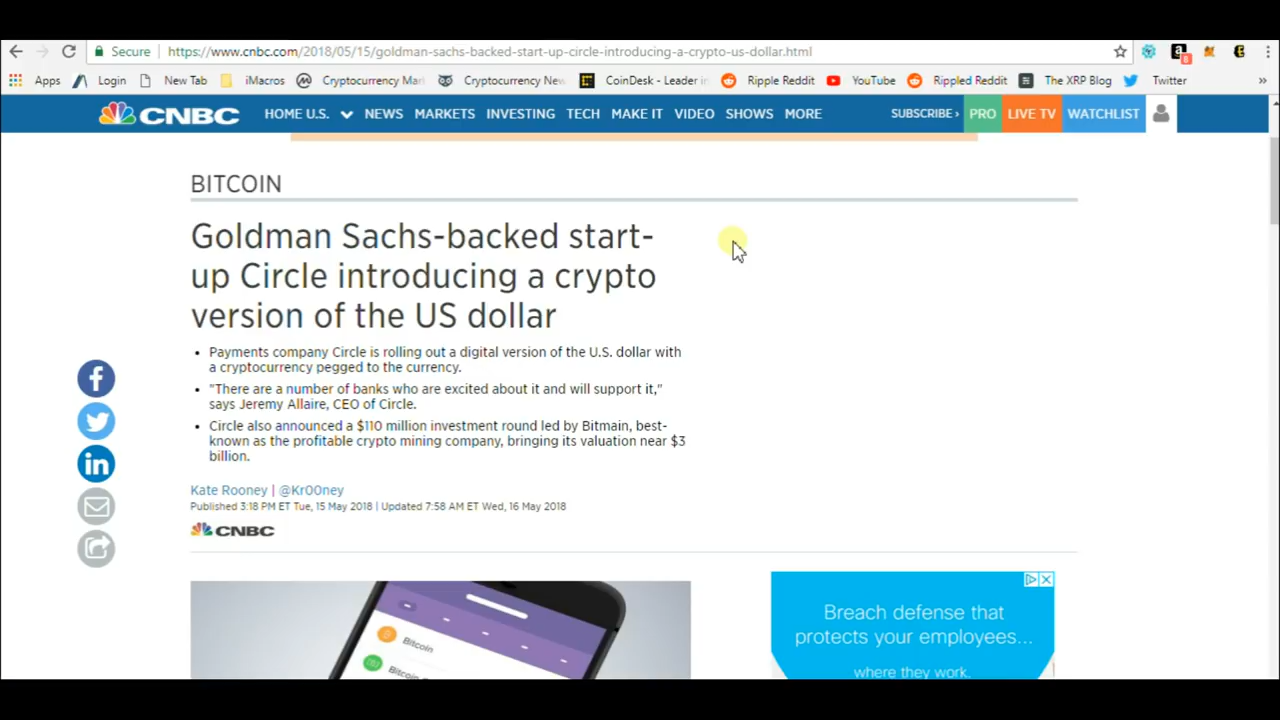 Secure https://www.cnbc.com/2018/05/15/goldman-sachs-backed-start-up-circle-introducing-a-crypto-us-dollar.html
Apps Login New Tab iMacros Cryptocurrency Mar Cryptocurrency New CoinDesk - Leader in Ripple Reddit YouTube Rippled Reddit The XRP Blog Twitter »
CNBC HOME U.S. NEWS MARKETS INVESTING TECH MAKE IT VIDEO SHOWS MORE SUBSCRIBE › PRO LIVE TV WATCHLIST
BITCOIN
Goldman Sachs-backed start-
up Circle introducing a crypto
version of the US dollar
• Payments company Circle is rolling out a digital version of the U.S. dollar with
a cryptocurrency pegged to the currency.
• "There are a number of banks who are excited about it and will support it,"
says Jeremy Allaire, CEO of Circle.
• Circle also announced a $110 million investment round led by Bitmain, best-
known as the profitable crypto mining company, bringing its valuation near $3
billion.
Kate Rooney | @Kr00ney
Published 3:18 PM ET Tue, 15 May 2018 | Updated 7:58 AM ET Wed, 16 May 2018
CNBC
Bitcoin
Bitcoin
Breach defense that
protects your employees...
where they work.